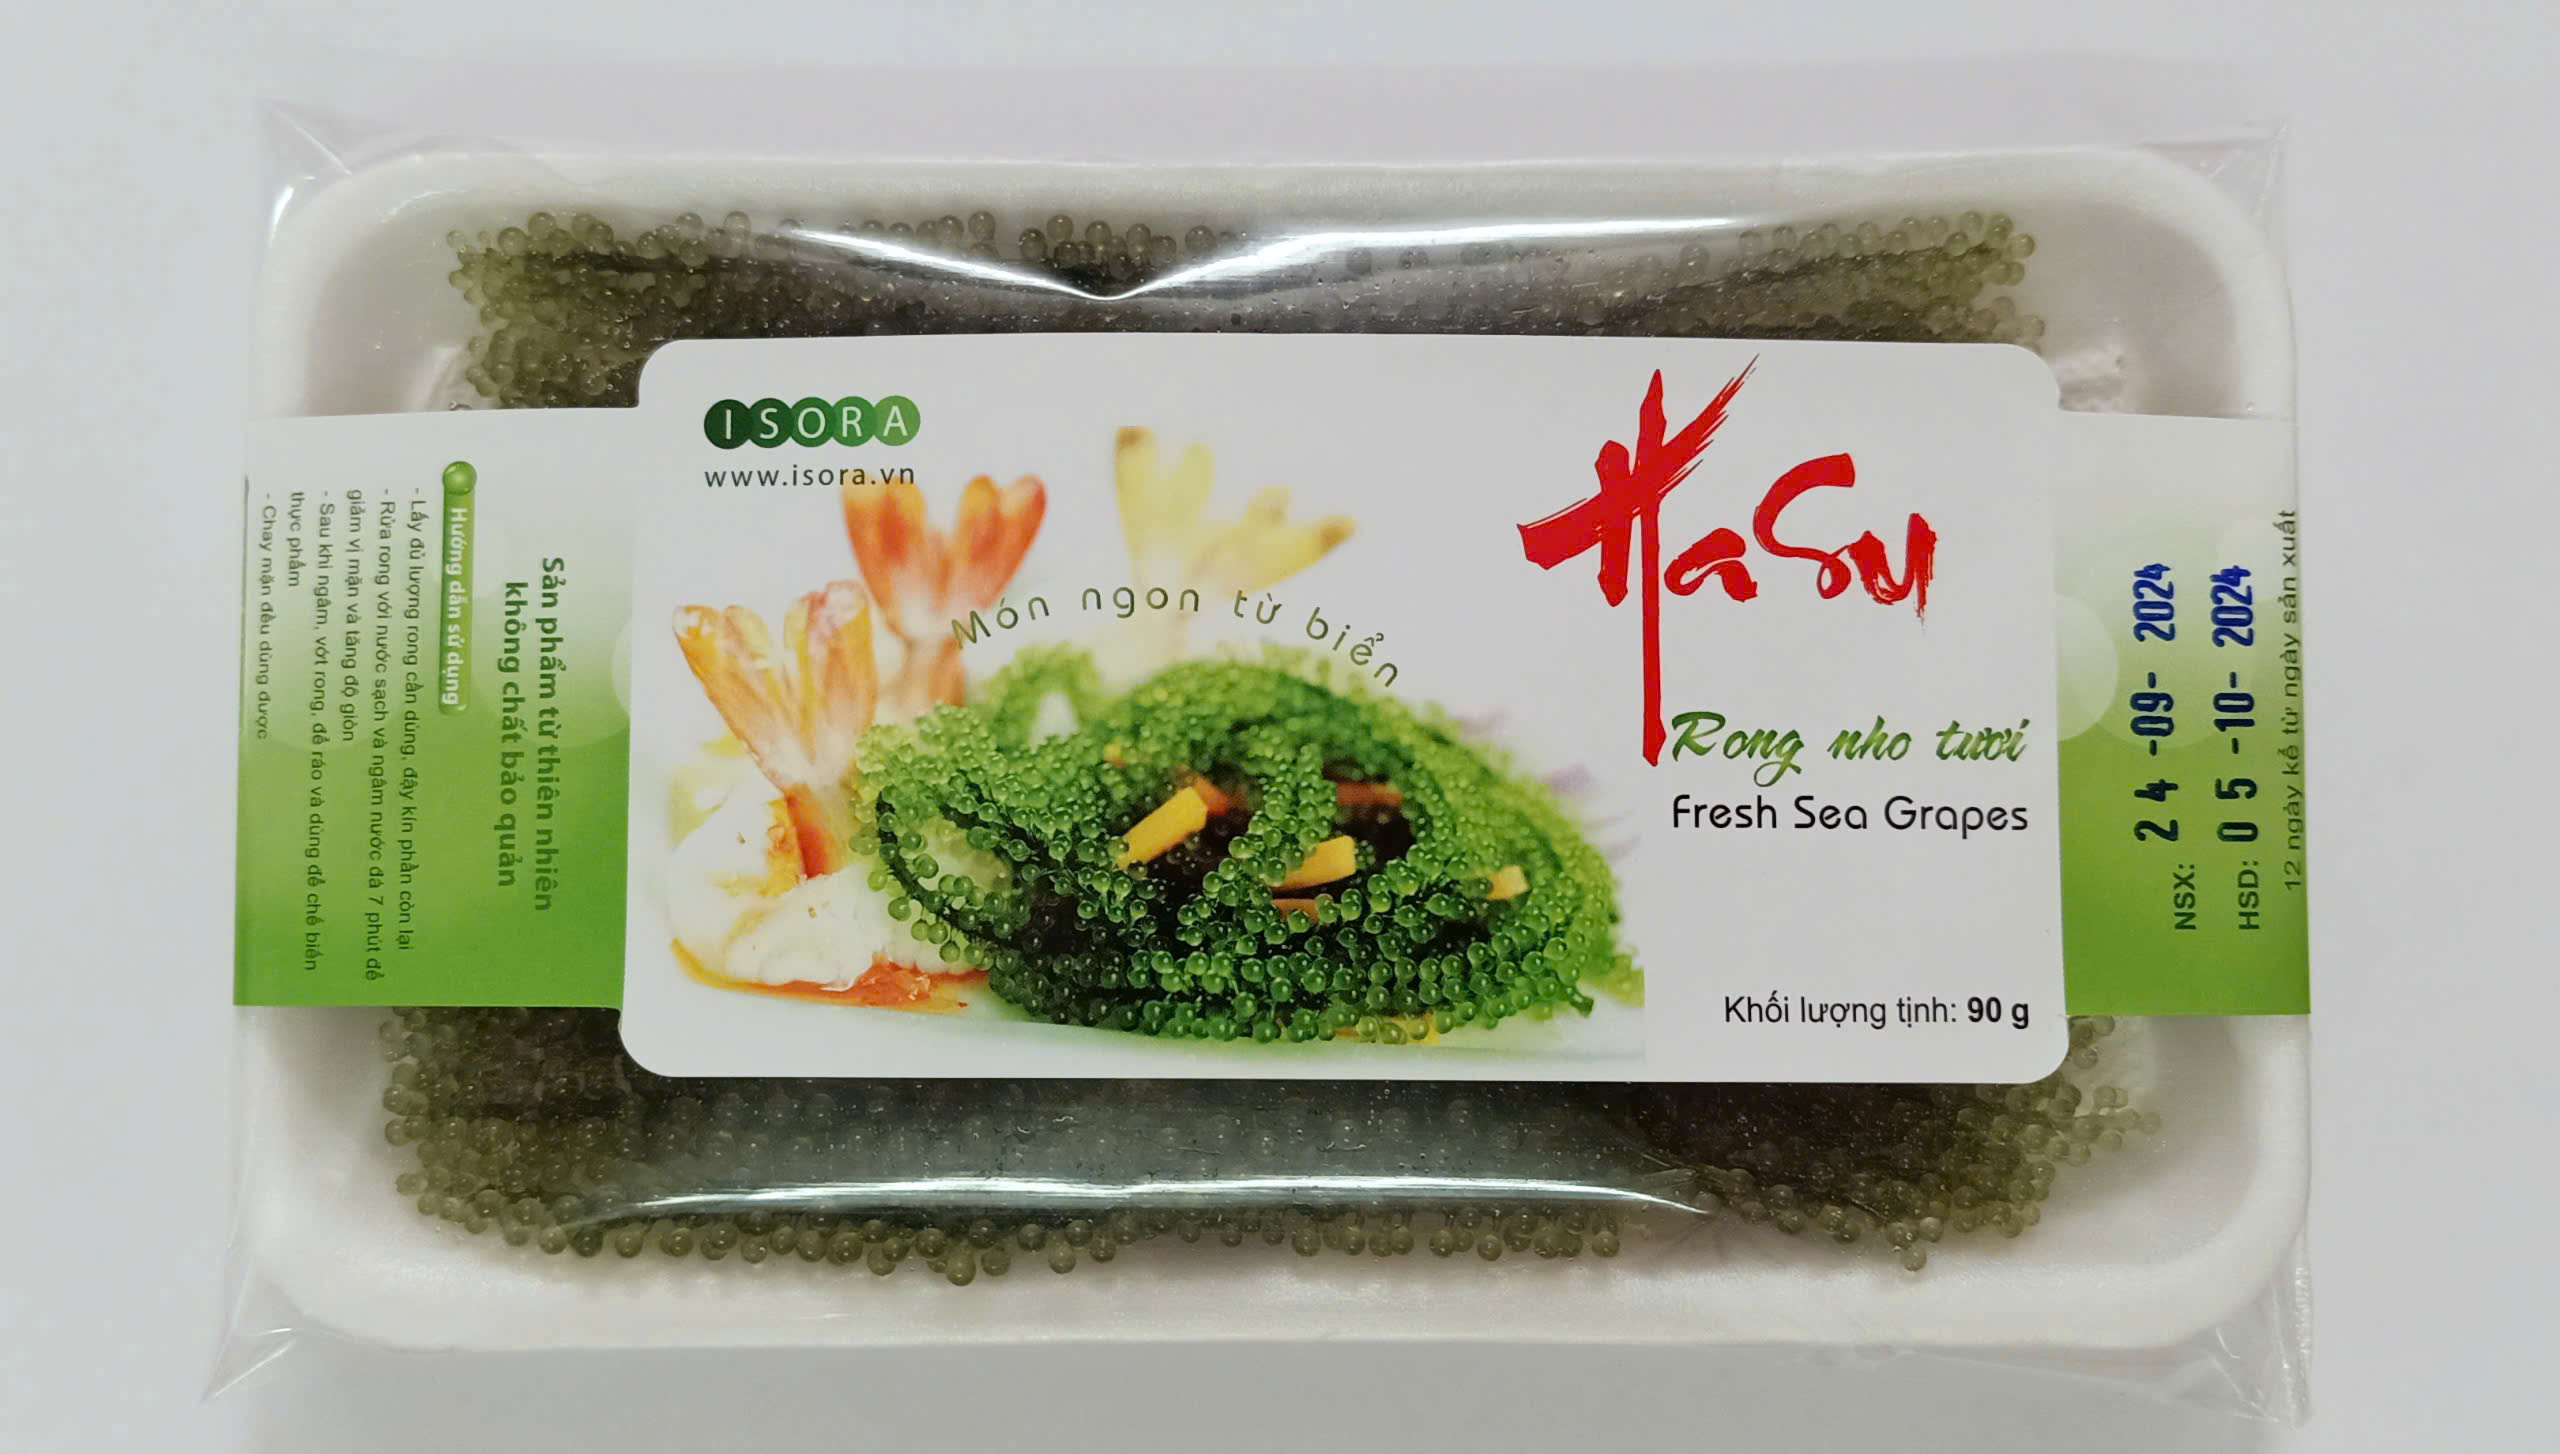 ISORA
www.isora.vn
Món ngon từ biển
HaSu
Rong nho tươi
Fresh Sea Grapes
Khối lượng tịnh: 90 g
Sản phẩm từ thiên nhiên
không chất bảo quản
Hướng dẫn sử dụng
- Lấy đủ lượng rong cần dùng, đậy kín phần còn lại
- Rửa rong với nước sạch và ngâm nước đá 7 phút để
giảm vị mặn và tăng độ giòn
- Sau khi ngâm, vớt rong, để ráo và dùng để chế biến
thực phẩm
- Chay mặn đều dùng được
NSX: 24-09-2024
HSD: 05-10-2024
12 ngày kể từ ngày sản xuất